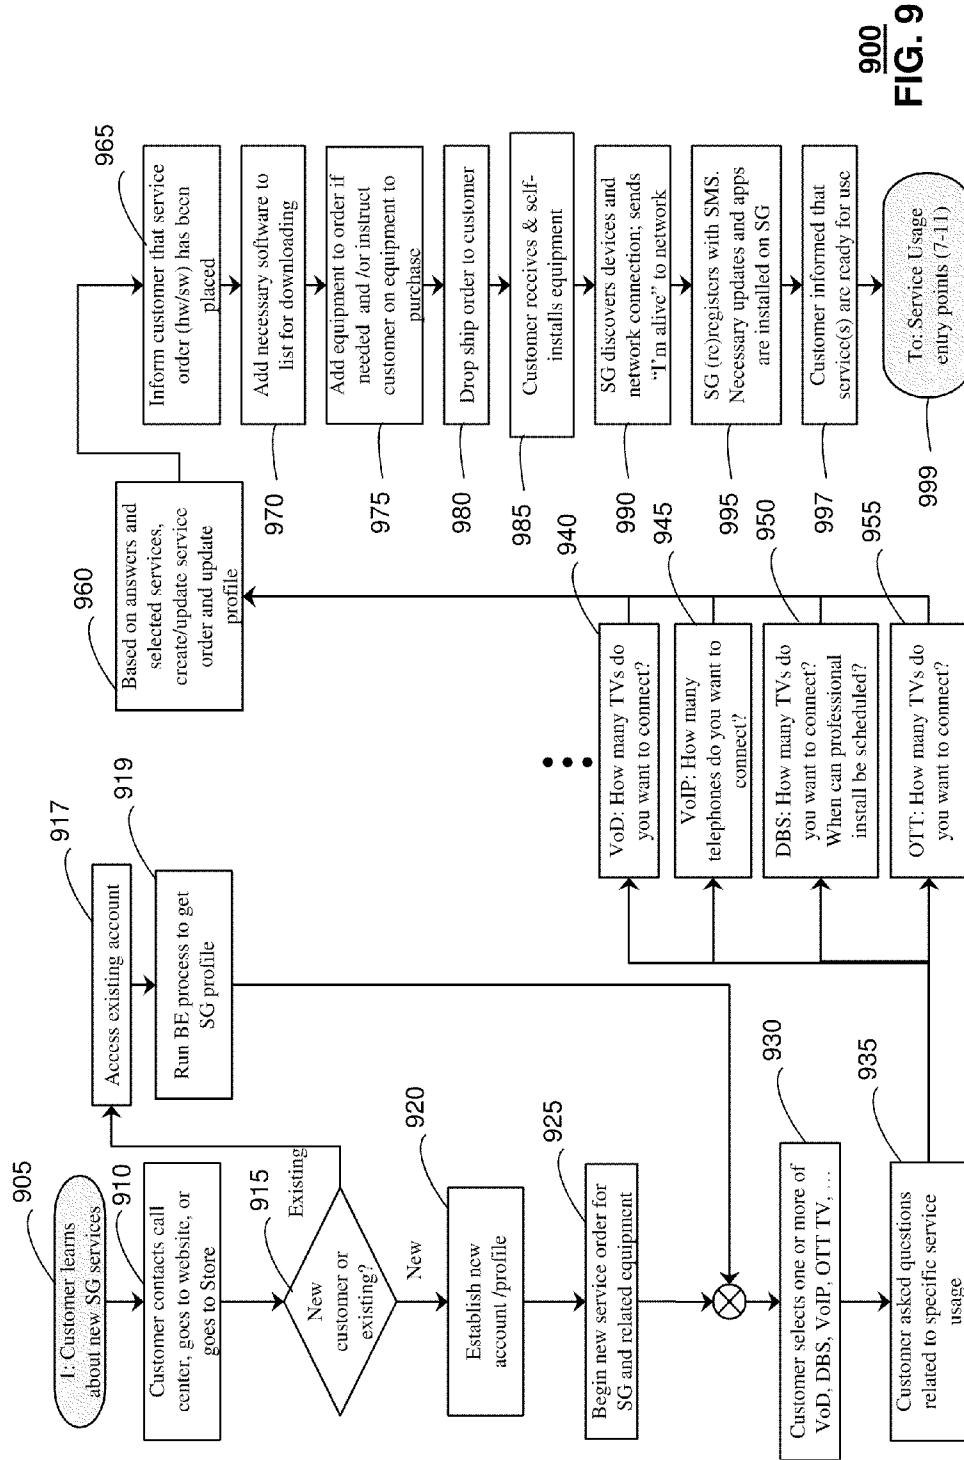 905
1: Customer learns
about new SG services
910
Customer contacts call
center, goes to website, or
goes to Store
915
New
customer or
existing?
Existing
New
917
Access existing account
919
Run BE process to get
SG profile
920
Establish new
account /profile
925
Begin new service order for
SG and related equipment
930
Customer selects one or more of
VoD, DBS, VoIP, OTT TV, ...
935
Customer asked questions
related to specific service
usage
940
VoD: How many TVs do
you want to connect?
945
VoIP: How many
telephones do you want to
connect?
950
DBS: How many TVs do
you want to connect?
When can professional
install be scheduled?
955
OTT: How many TVs do
you want to connect?
960
Based on answers and
selected services,
create/update service
order and update
profile
965
Inform customer that service
order (hw/sw) has been
placed
970
Add necessary software to
list for downloading
975
Add equipment to order if
needed and /or instruct
customer on equipment to
purchase
980
Drop ship order to customer
985
Customer receives & self-
installs equipment
990
SG discovers devices and
network connection; sends
"I'm alive" to network
995
SG (re)registers with SMS.
Necessary updates and apps
are installed on SG
997
Customer informed that
service(s) are ready for use
999
To: Service Usage
entry points (7-11)
900
FIG. 9